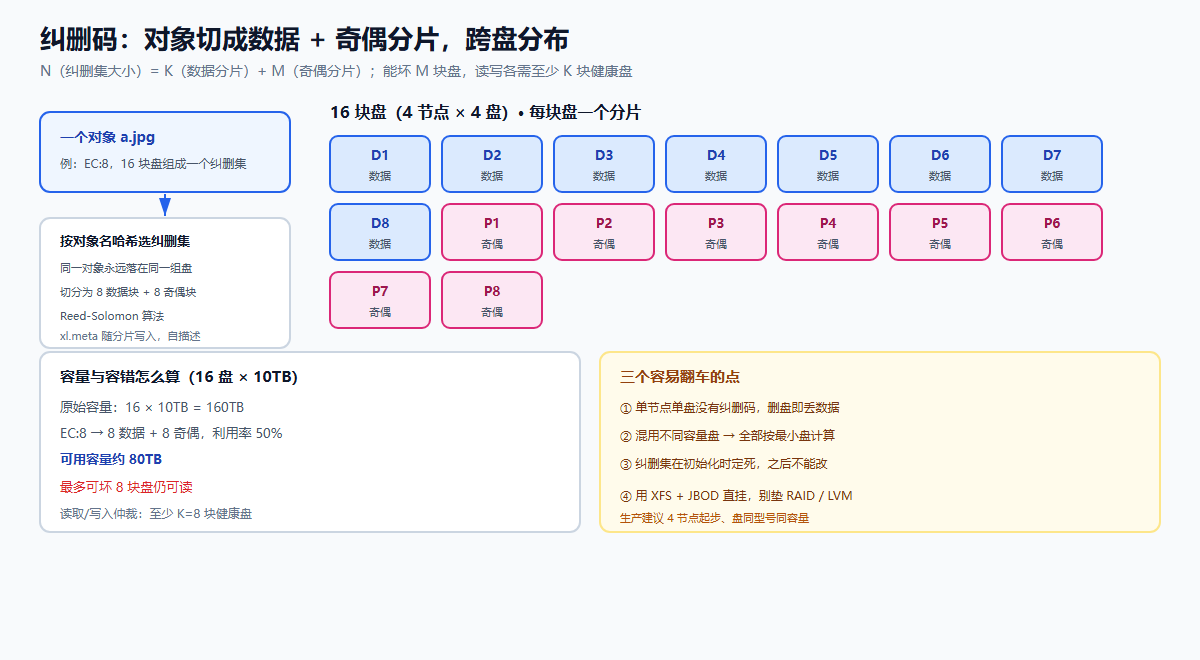 纠删码：对象切成数据 + 奇偶分片，跨盘分布
N（纠删集大小）= K（数据分片）+ M（奇偶分片）；能坏 M 块盘，读写各需至少 K 块健康盘
一个对象 a.jpg
例：EC:8，16 块盘组成一个纠删集
按对象名哈希选纠删集
同一对象永远落在同一组盘
切分为 8 数据块 + 8 奇偶块
Reed-Solomon 算法
xl.meta 随分片写入，自描述
16 块盘（4 节点 × 4 盘）• 每块盘一个分片
D1
数据
D2
数据
D3
数据
D4
数据
D5
数据
D6
数据
D7
数据
D8
数据
P1
奇偶
P2
奇偶
P3
奇偶
P4
奇偶
P5
奇偶
P6
奇偶
P7
奇偶
P8
奇偶
容量与容错怎么算（16 盘 × 10TB）
原始容量：16 × 10TB = 160TB
EC:8 → 8 数据 + 8 奇偶，利用率 50%
可用容量约 80TB
最多可坏 8 块盘仍可读
读取/写入仲裁：至少 K=8 块健康盘
三个容易翻车的点
① 单节点单盘没有纠删码，删盘即丢数据
② 混用不同容量盘 → 全部按最小盘计算
③ 纠删集在初始化时定死，之后不能改
④ 用 XFS + JBOD 直挂，别垫 RAID / LVM
生产建议 4 节点起步、盘同型号同容量